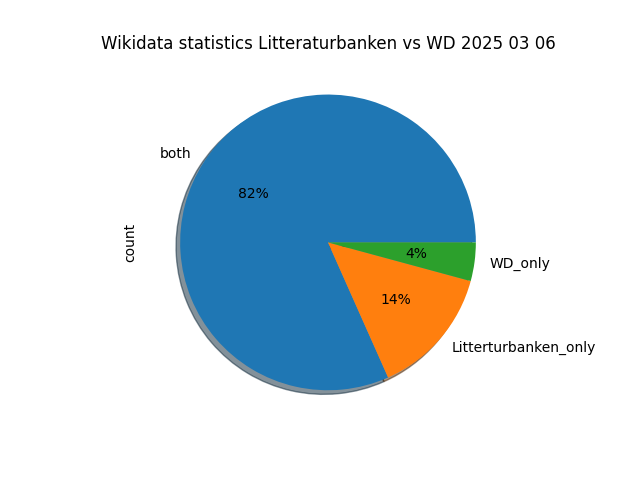 Wikidata statistics Litteraturbanken vs WD 2025 03 06
both
82%
count
4%
WD_only
14%
Litterturbanken_only